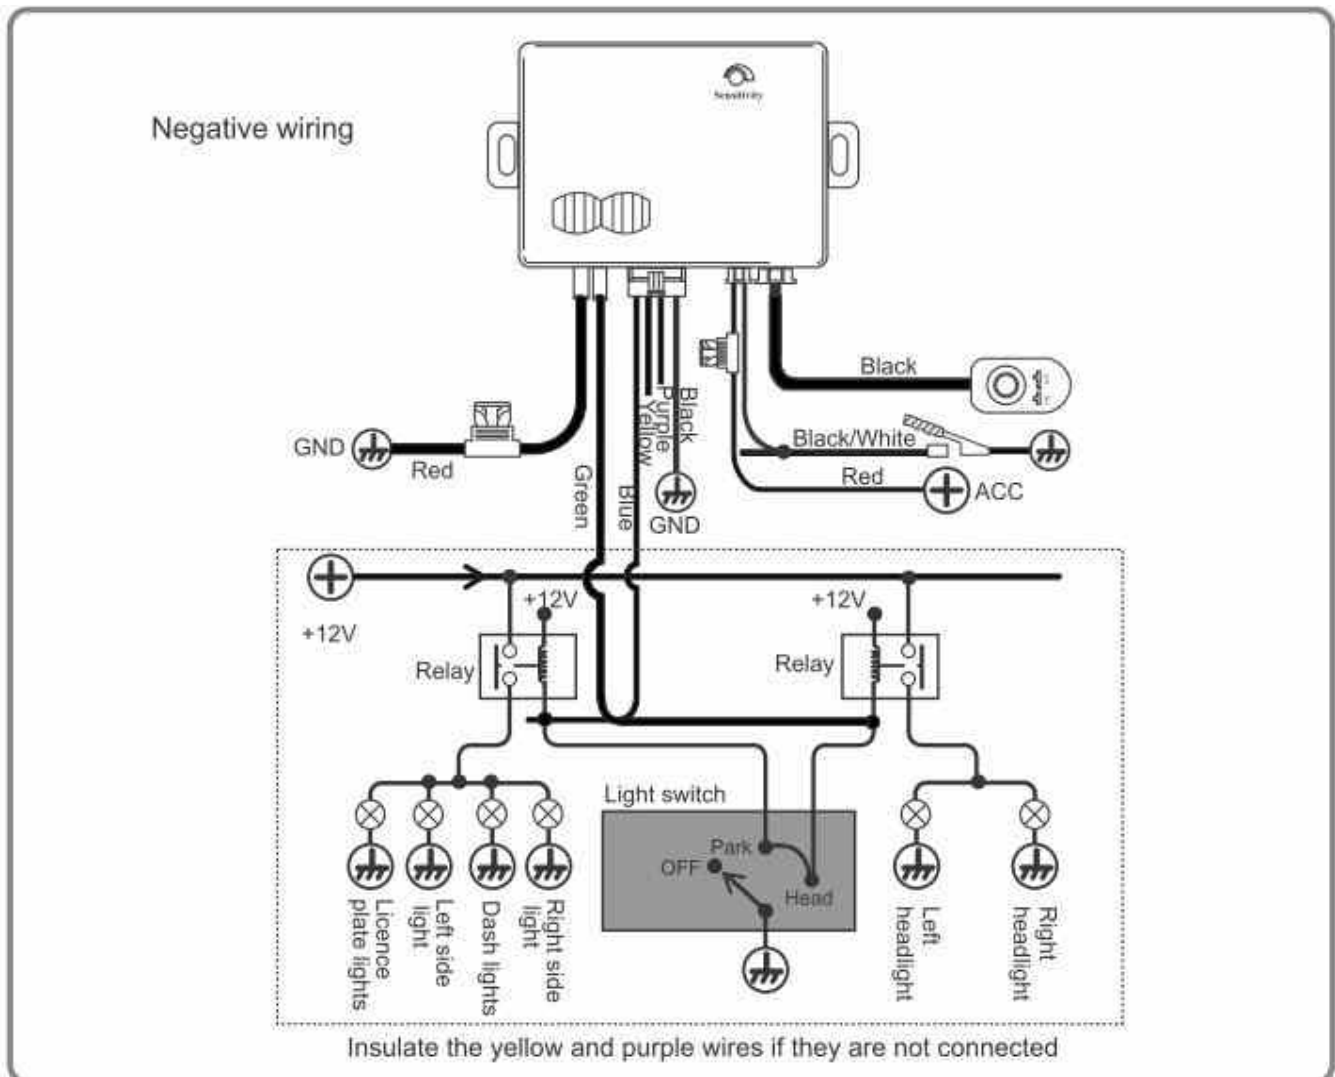 Sensitivity
Negative wiring
Black
Black
Purple
Yellow
Black/White
GND
Red
Red
ACC
Green
Blue
GND
+12V
+12V
+12V
Relay
Relay
Light switch
Park
OFF
Head
Licence
plate lights
Left side
light
Dash lights
Right side
light
Left
headlight
Right
headlight
Insulate the yellow and purple wires if they are not connected